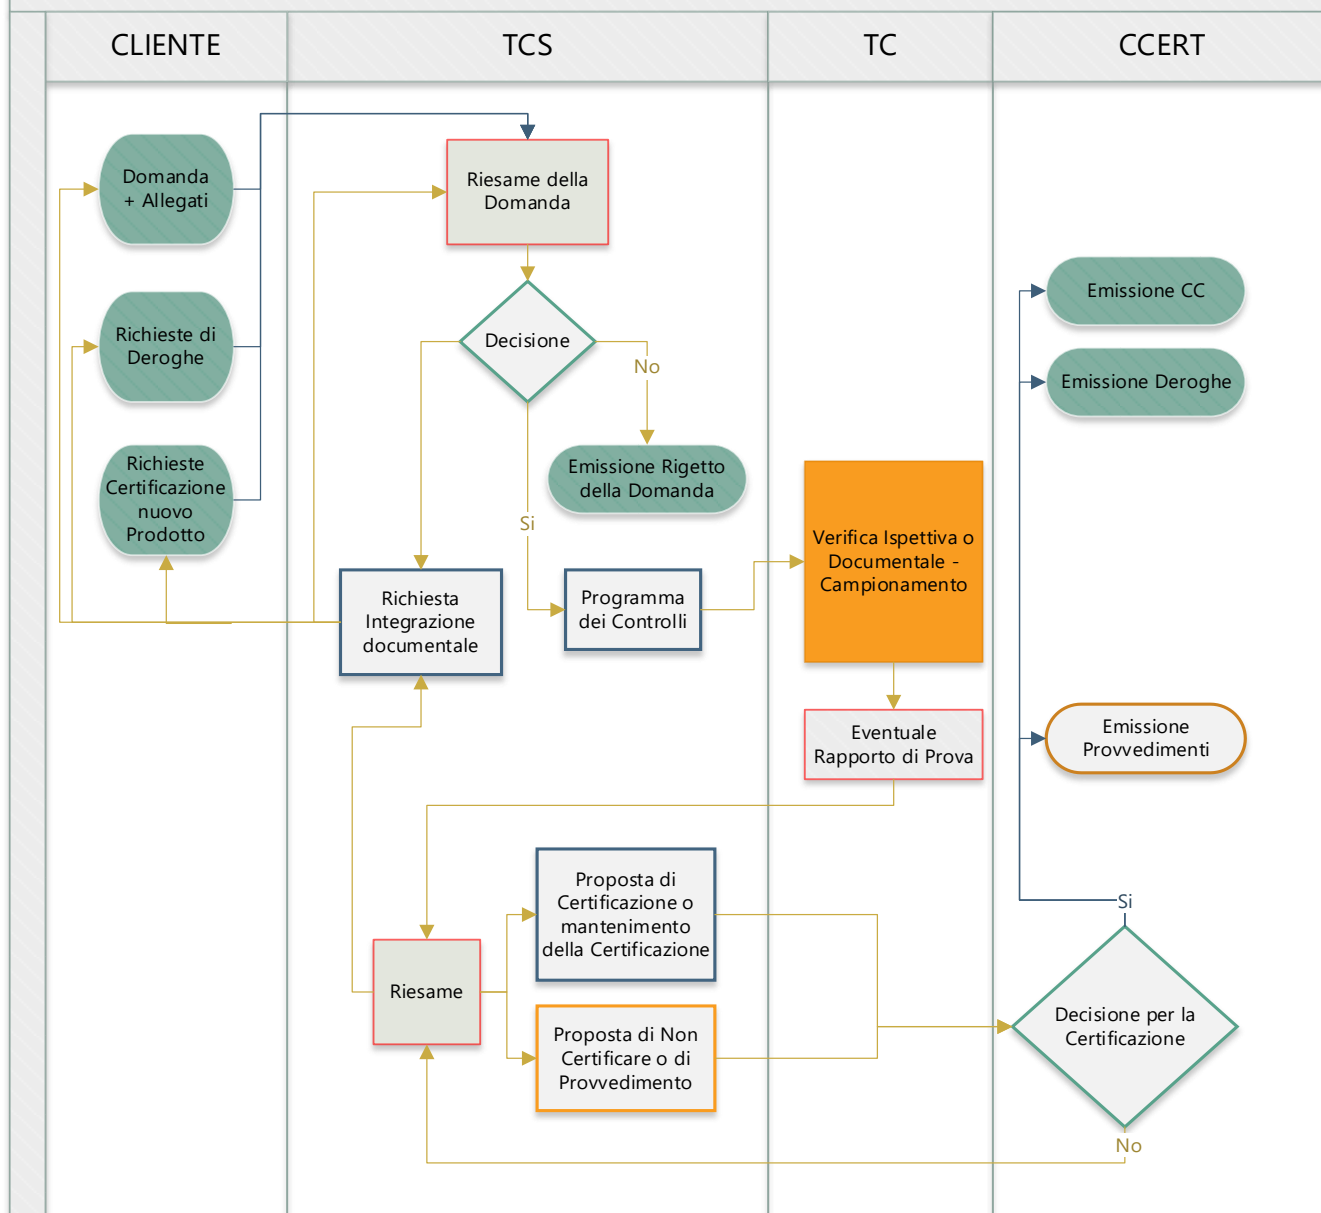 CLIENTE
TCS
TC
CCERT
Domanda
+ Allegati
Riesame della
Domanda
Emissione CC
Richieste di
Deroghe
Decisione
No
Emissione Deroghe
Richieste
Certificazione
nuovo
Prodotto
Emissione Rigetto
della Domanda
Si
Verifica Ispettiva o
Documentale -
Campionamento
Richiesta
Integrazione
documentale
Programma
dei Controlli
Eventuale
Rapporto di Prova
Emissione
Provvedimenti
Proposta di
Certificazione o
mantenimento
della Certificazione
Si
Riesame
Proposta di Non
Certificare o di
Provvedimento
Decisione per la
Certificazione
No